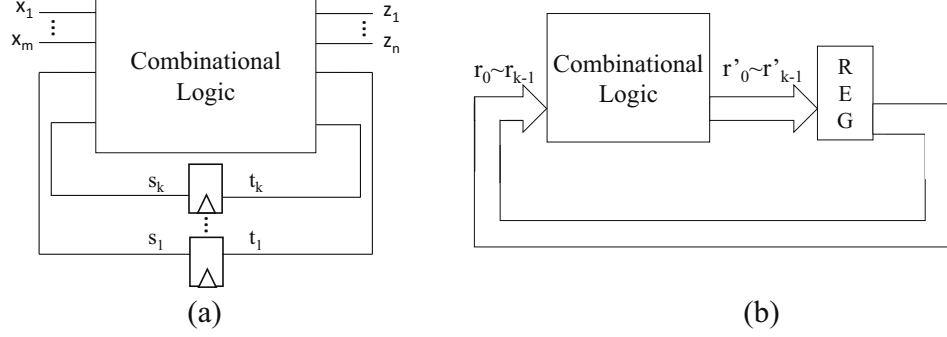 x₁
⋮
xₘ
Combinational
Logic
z₁
⋮
zₙ
sₖ
tₖ
⋮
s₁
t₁
(a)
r₀~rₖ₋₁
Combinational
Logic
r'₀~r'ₖ₋₁
R
E
G
(b)